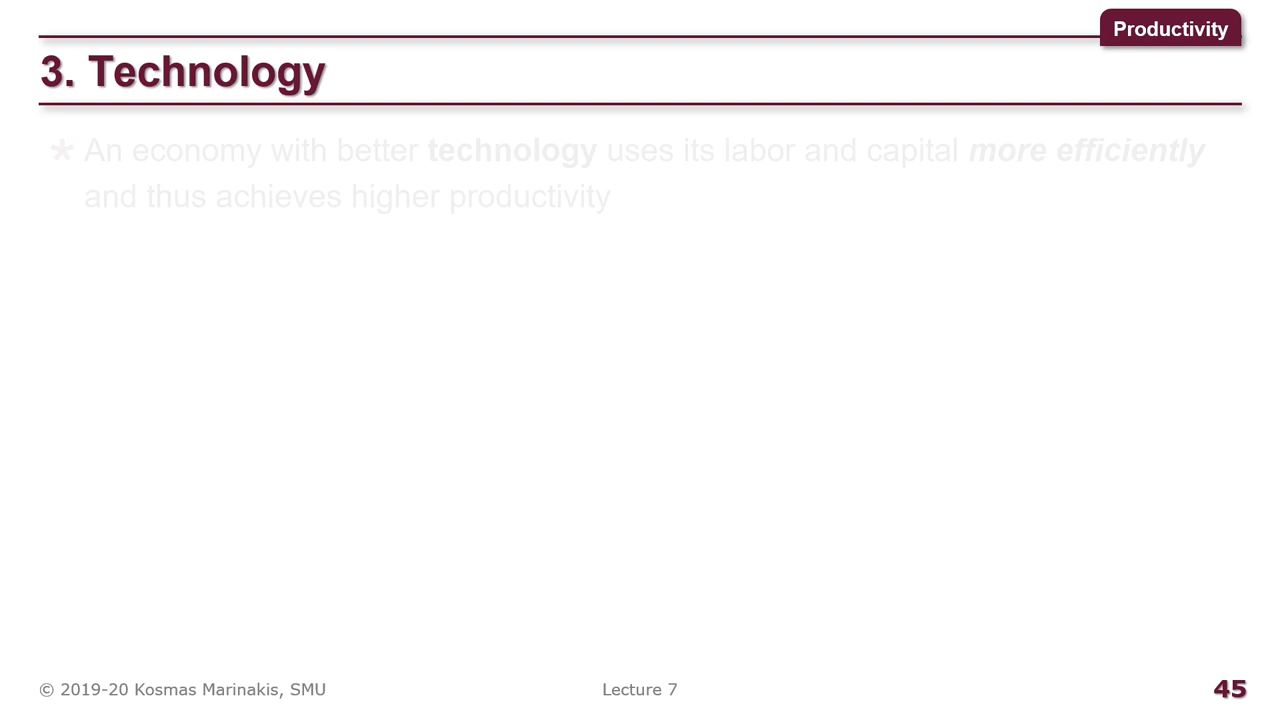 Productivity
3. Technology
* An economy with better technology uses its labor and capital more efficiently
and thus achieves higher productivity
© 2019-20 Kosmas Marinakis, SMU
Lecture 7
45